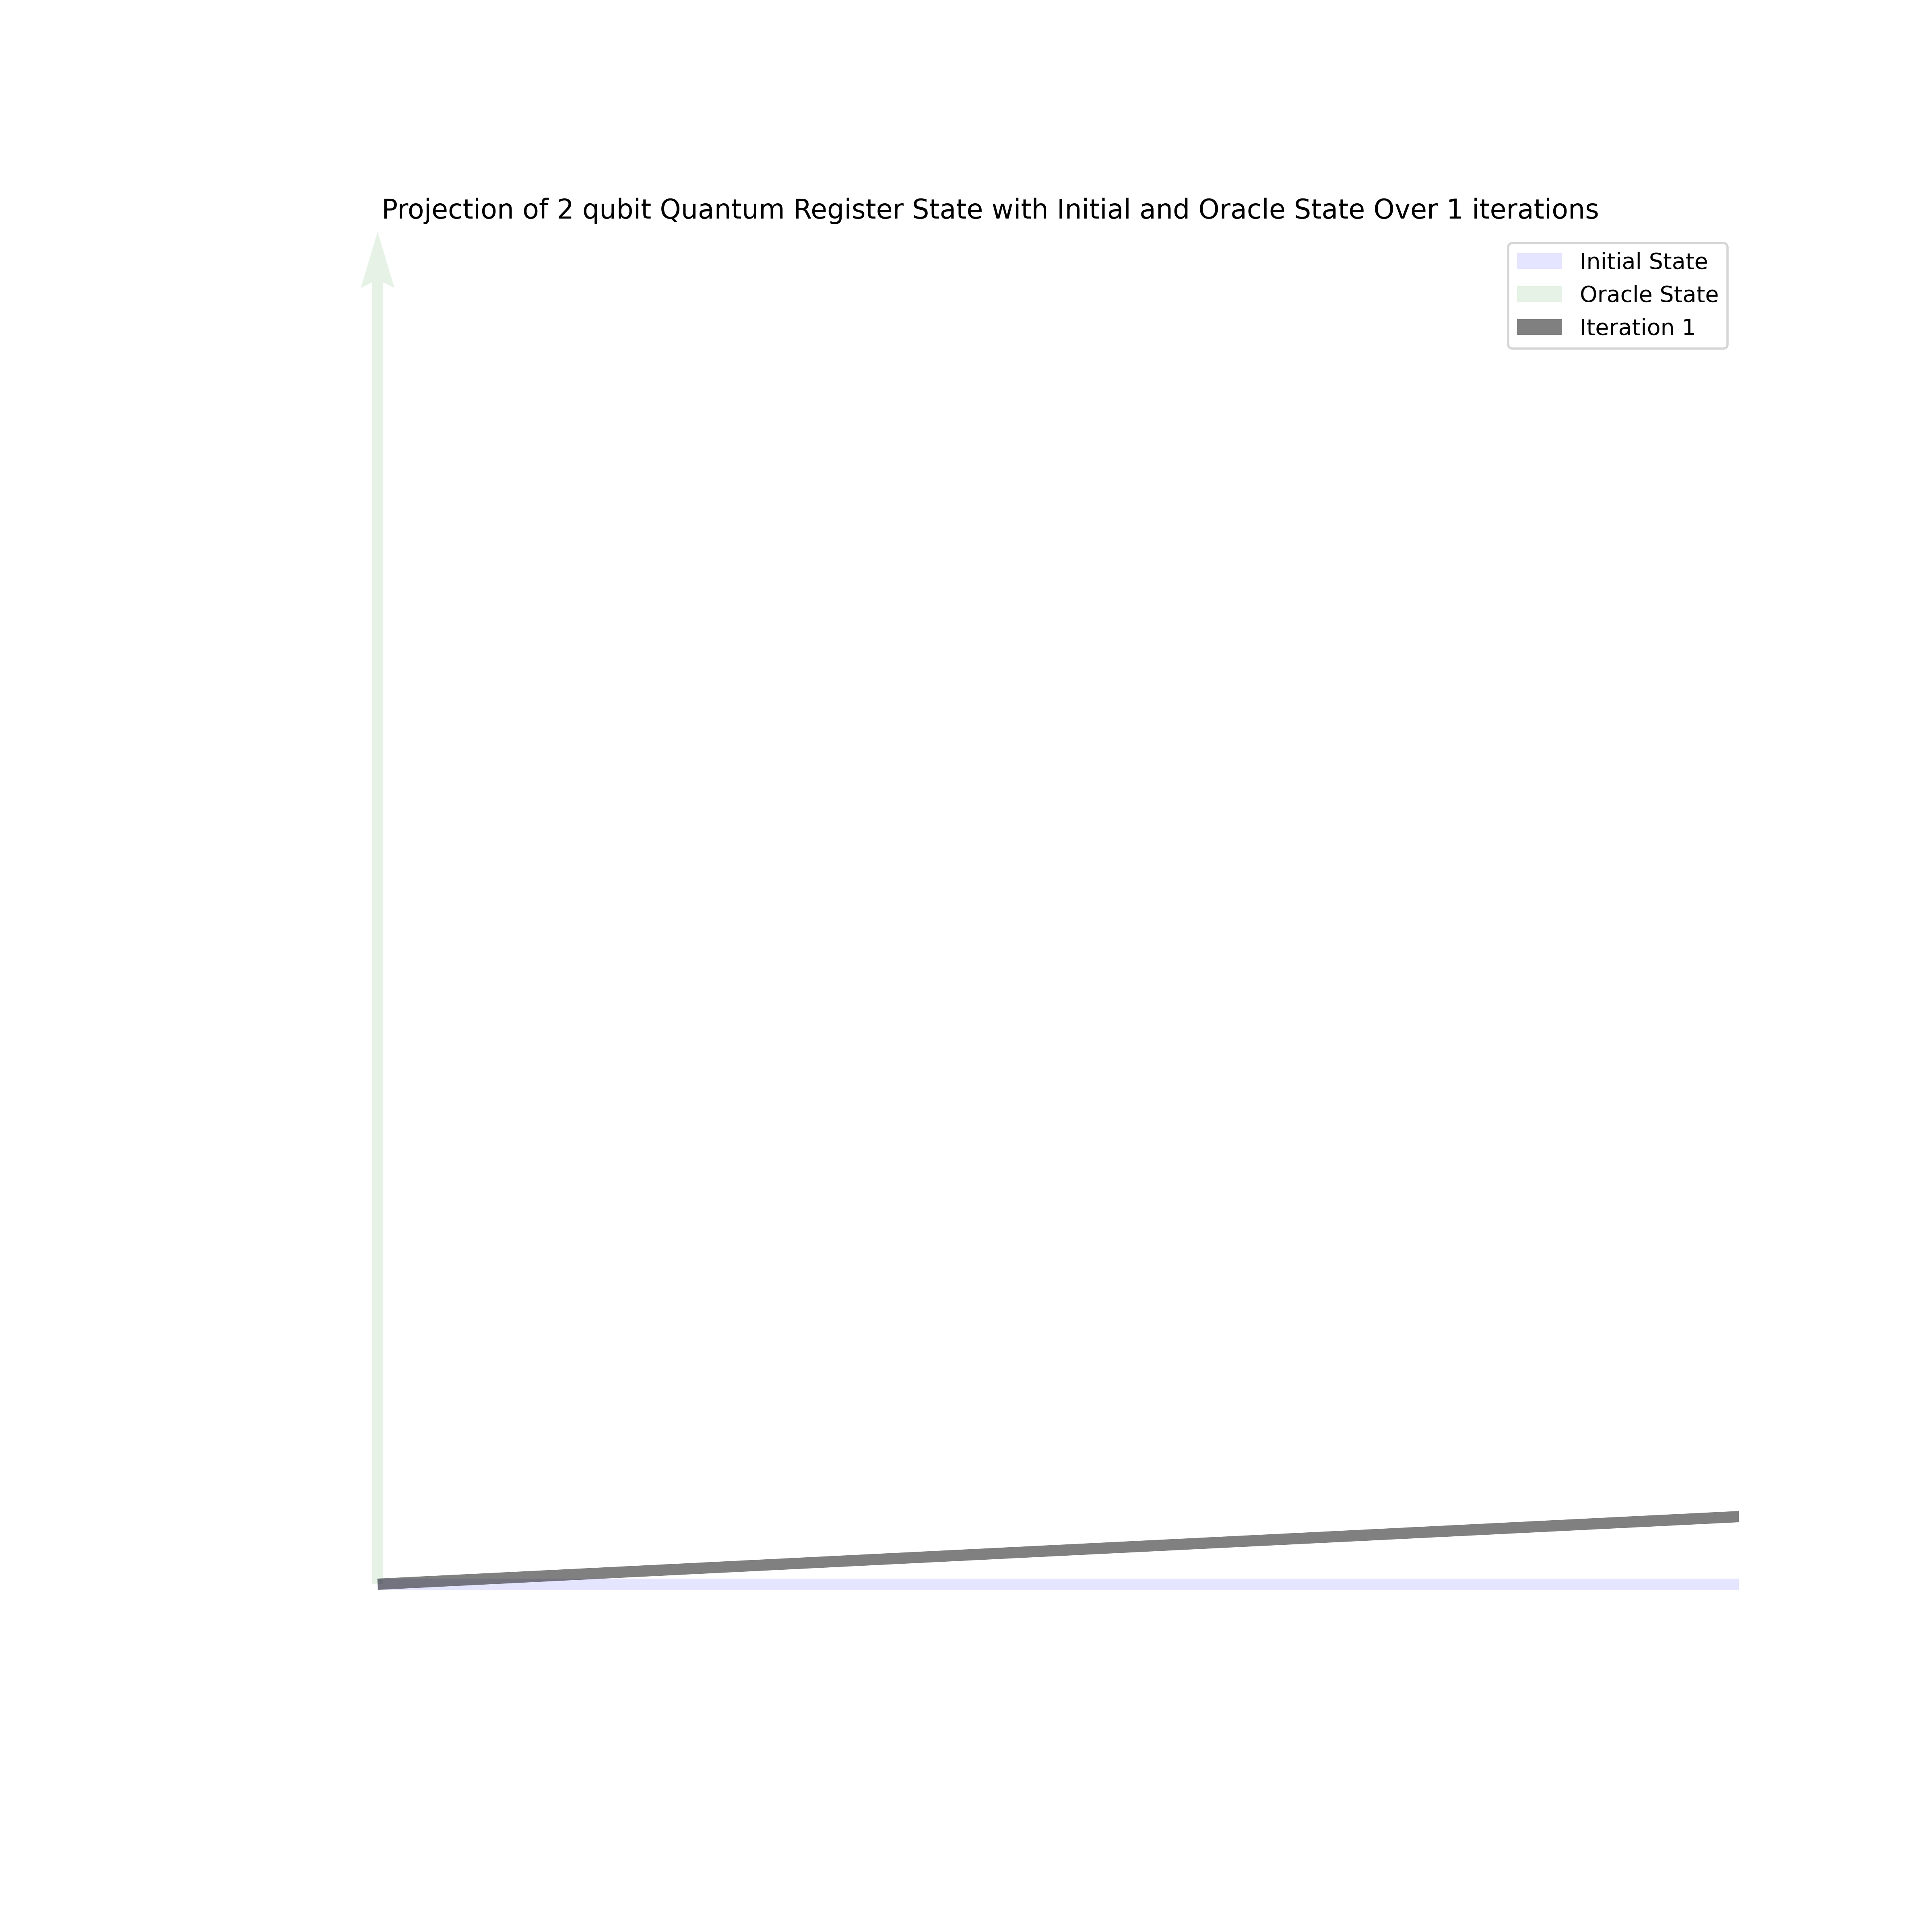 Projection of 2 qubit Quantum Register State with Initial and Oracle State Over 1 iterations
Initial State
Oracle State
Iteration 1